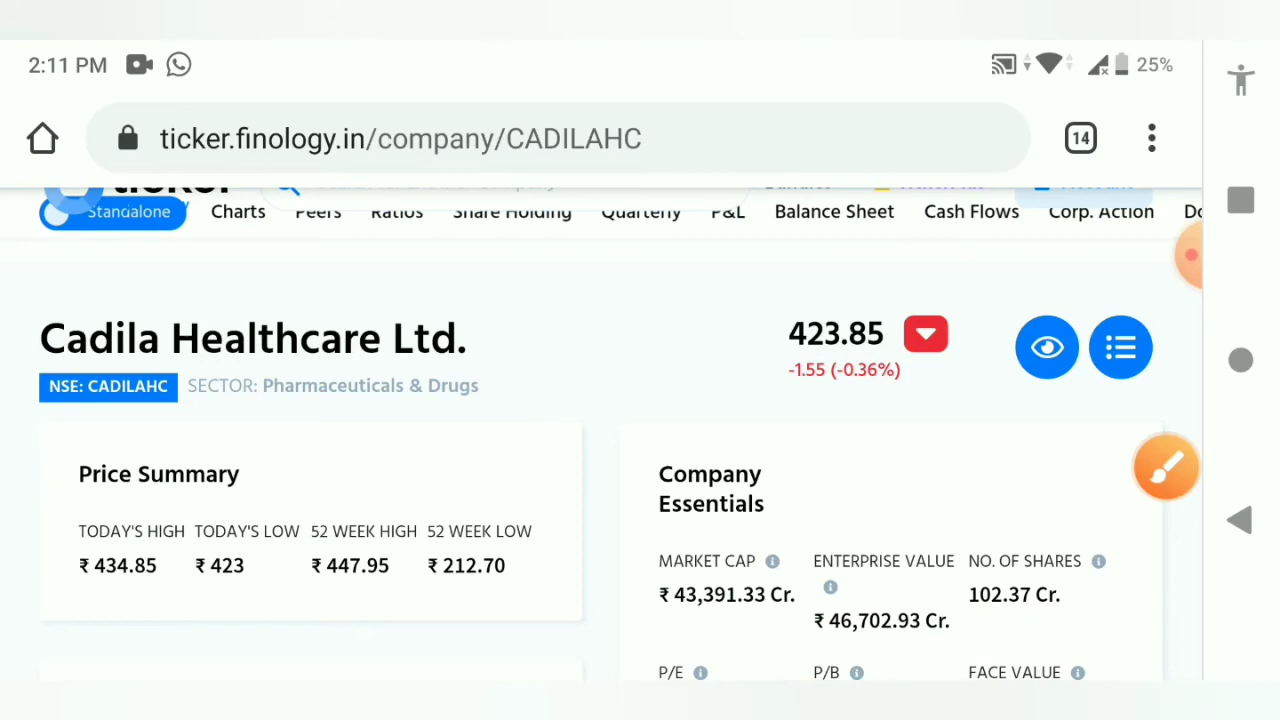 2:11 PM
25%
ticker.finology.in/company/CADILAHC
14
ticker
Standalone Charts Peers Ratios Share Holding Quarterly P&L Balance Sheet Cash Flows Corp. Action
Cadila Healthcare Ltd.
423.85
-1.55 (-0.36%)
NSE: CADILAHC SECTOR: Pharmaceuticals & Drugs
Price Summary
TODAY'S HIGH TODAY'S LOW 52 WEEK HIGH 52 WEEK LOW
₹ 434.85 ₹ 423 ₹ 447.95 ₹ 212.70
Company
Essentials
MARKET CAP ENTERPRISE VALUE NO. OF SHARES
₹ 43,391.33 Cr. ₹ 46,702.93 Cr. 102.37 Cr.
P/E P/B FACE VALUE